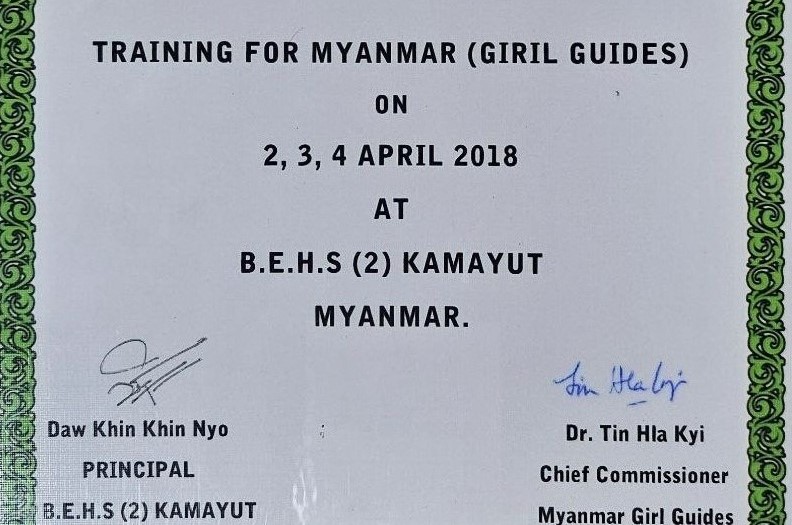 TRAINING FOR MYANMAR (GIRIL GUIDES)
ON
2, 3, 4 APRIL 2018
AT
B.E.H.S (2) KAMAYUT
MYANMAR.
Tin Hla Kyi
Daw Khin Khin Nyo
PRINCIPAL
B.E.H.S (2) KAMAYUT
Dr. Tin Hla Kyi
Chief Commissioner
Myanmar Girl Guides